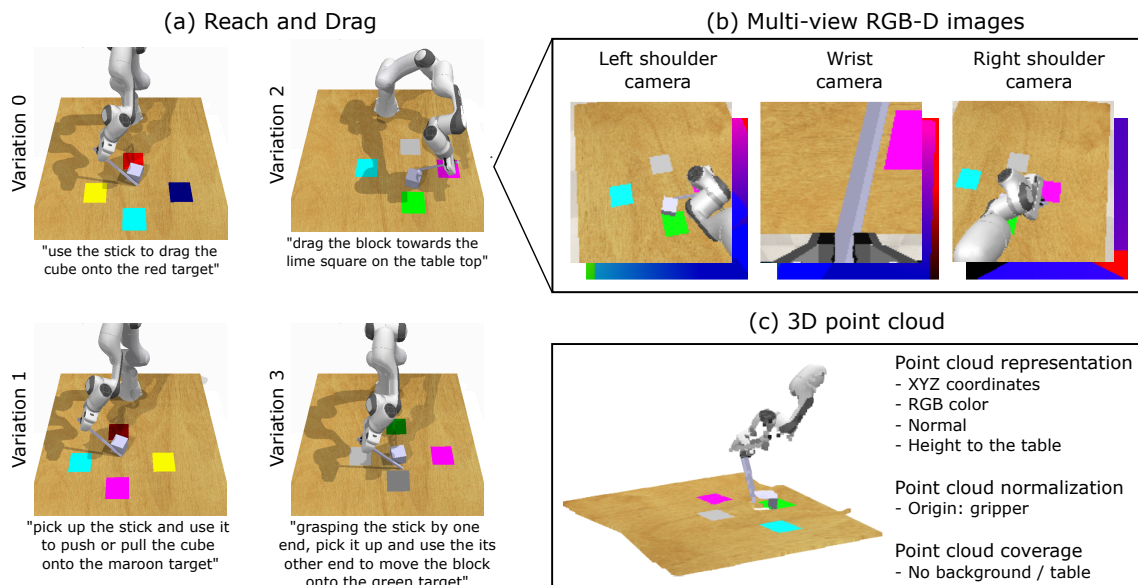 (a) Reach and Drag
Variation 0
"use the stick to drag the
cube onto the red target"
Variation 2
"drag the block towards the
lime square on the table top"
Variation 1
"pick up the stick and use it
to push or pull the cube
onto the maroon target"
Variation 3
"grasping the stick by one
end, pick it up and use the its
other end to move the block
onto the green target"
(b) Multi-view RGB-D images
Left shoulder
camera
Wrist
camera
Right shoulder
camera
(c) 3D point cloud
Point cloud representation
- XYZ coordinates
- RGB color
- Normal
- Height to the table
Point cloud normalization
- Origin: gripper
Point cloud coverage
- No background / table